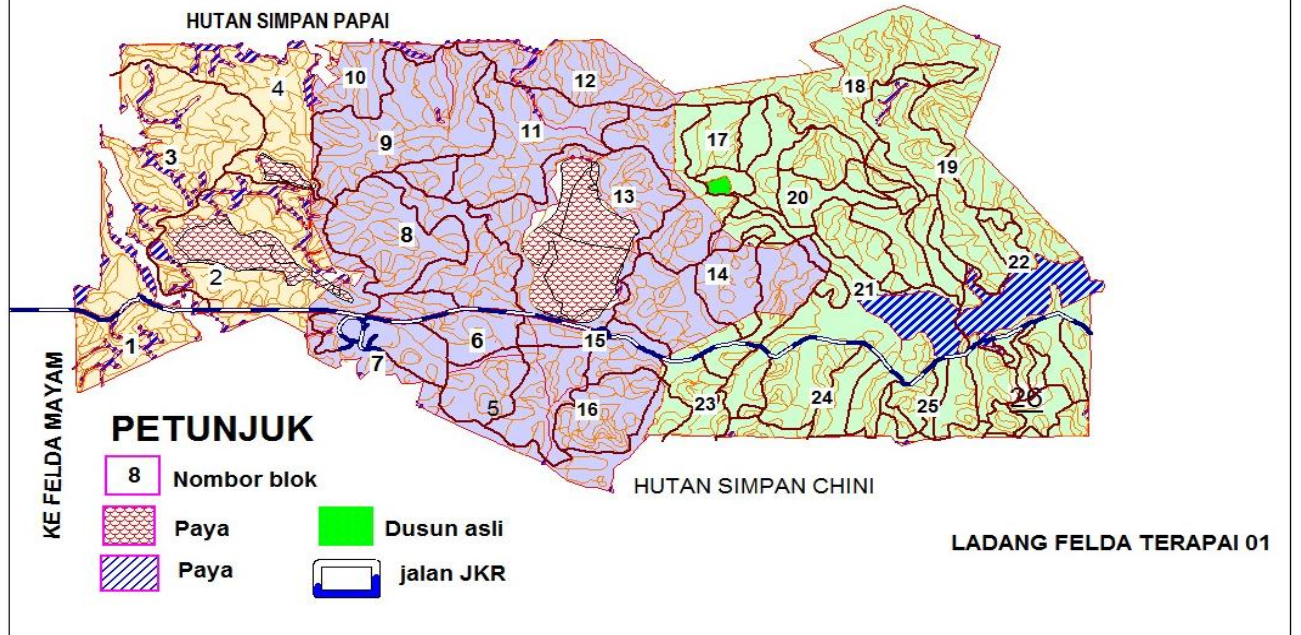 HUTAN SIMPAN PAPAI
4
10
12
18
17
11
9
3
19
13
20
8
14
22
2
21
1
6
15
7
5
16
23
24
25
26
KE FELDA MAYAM
PETUNJUK
8 Nombor blok
Paya
Dusun asli
Paya
jalan JKR
HUTAN SIMPAN CHINI
LADANG FELDA TERAPAI 01